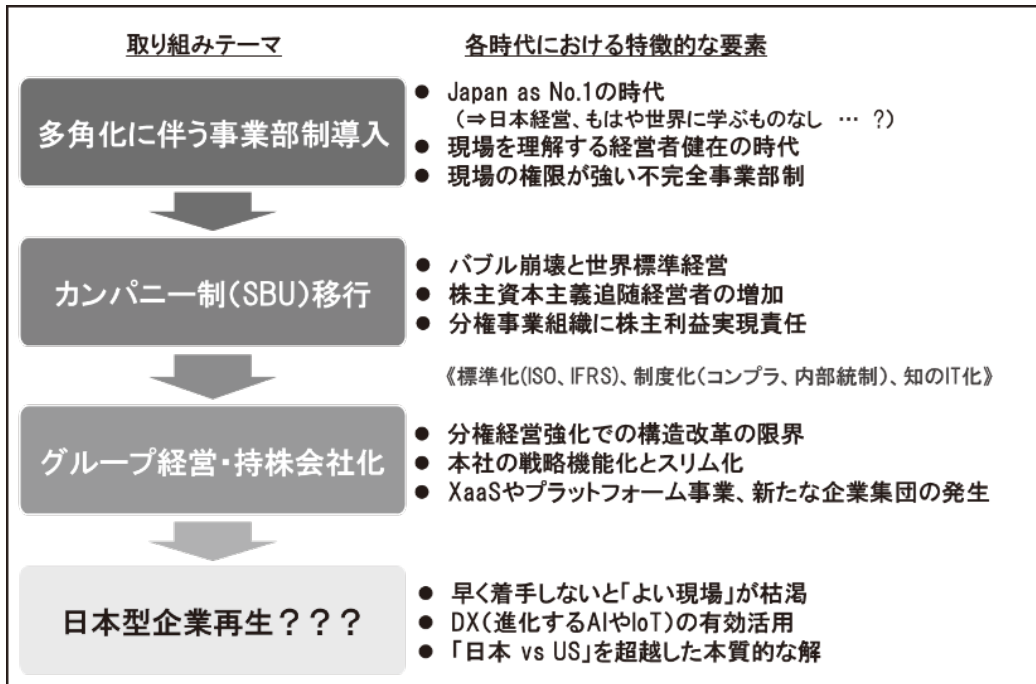 取り組みテーマ
各時代における特徴的な要素
多角化に伴う事業部制導入
● Japan as No.1の時代
(⇒日本経営、もはや世界に学ぶものなし … ?)
● 現場を理解する経営者健在の時代
● 現場の権限が強い不完全事業部制
カンパニー制(SBU)移行
● バブル崩壊と世界標準経営
● 株主資本主義追随経営者の増加
● 分権事業組織に株主利益実現責任
《標準化(ISO、IFRS)、制度化(コンプラ、内部統制)、知のIT化》
グループ経営・持株会社化
● 分権経営強化での構造改革の限界
● 本社の戦略機能化とスリム化
● XaaSやプラットフォーム事業、新たな企業集団の発生
日本型企業再生？？？
● 早く着手しないと「よい現場」が枯渇
● DX(進化するAIやIoT)の有効活用
● 「日本 vs US」を超越した本質的な解